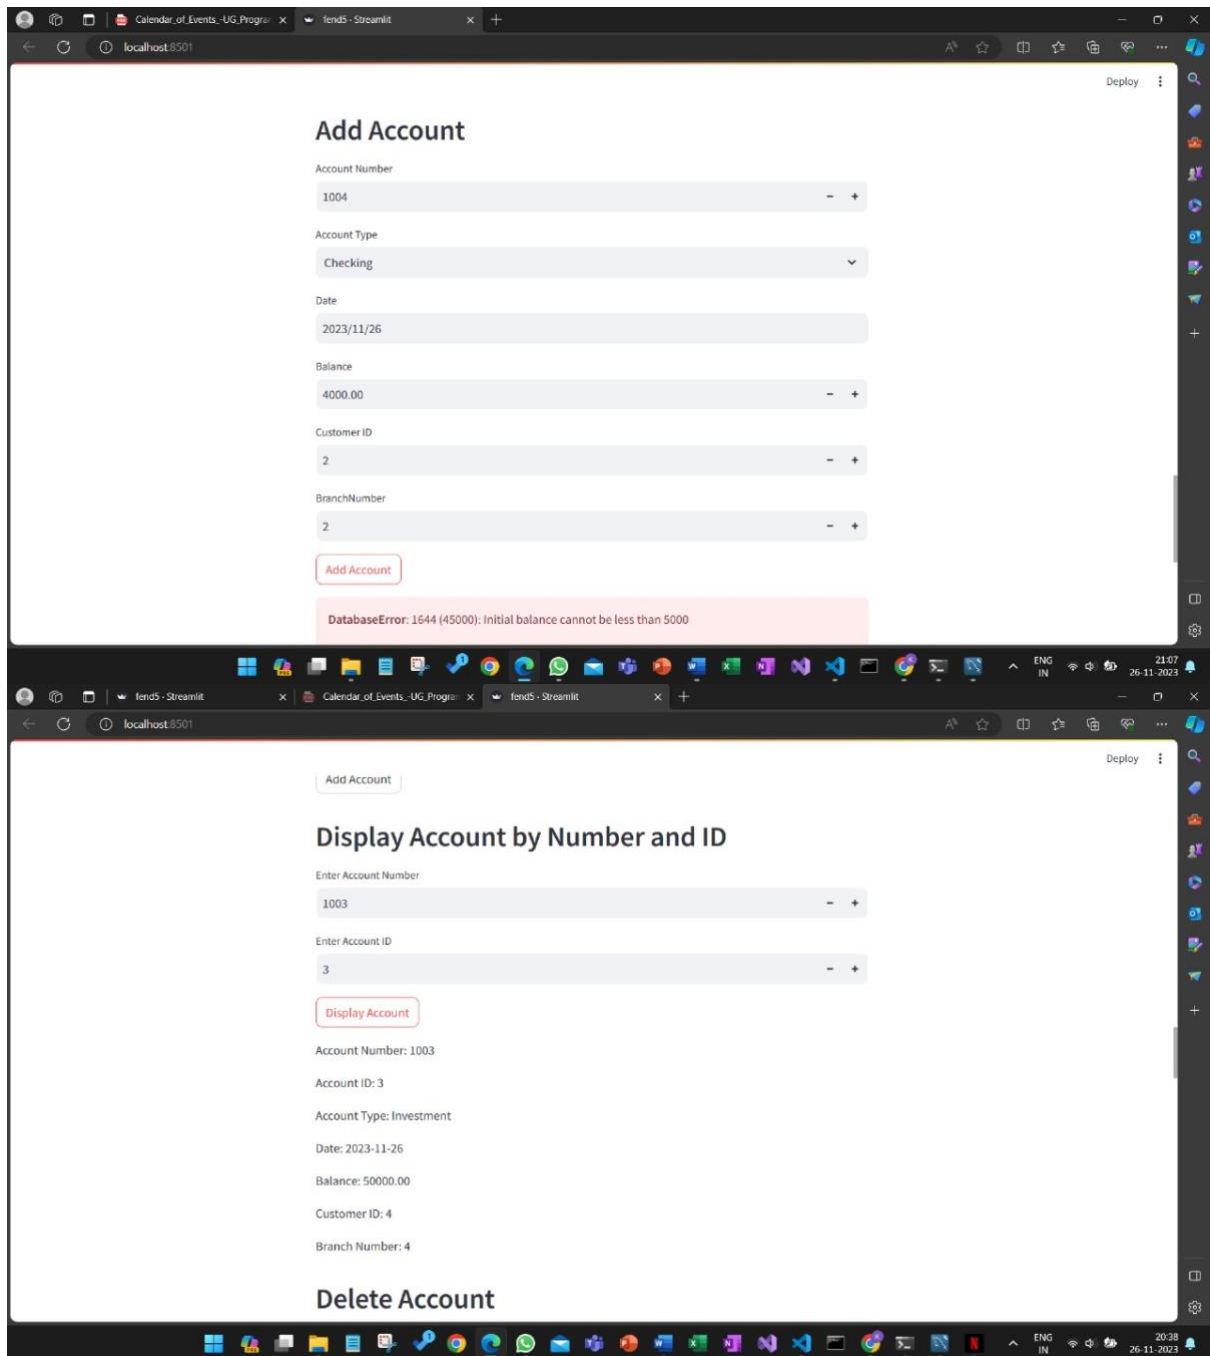 Calendar_of_Events_-UG_Progra
fend5 - Streamlit
localhost:8501
Deploy
Add Account
Account Number
1004
Account Type
Checking
Date
2023/11/26
Balance
4000.00
Customer ID
2
BranchNumber
2
Add Account
DatabaseError: 1644 (45000): Initial balance cannot be less than 5000
ENG
IN
21:07
26-11-2023
fend5 - Streamlit
Calendar_of_Events_-UG_Progra
fend5 - Streamlit
localhost:8501
Deploy
Add Account
Display Account by Number and ID
Enter Account Number
1003
Enter Account ID
3
Display Account
Account Number: 1003
Account ID: 3
Account Type: Investment
Date: 2023-11-26
Balance: 50000.00
Customer ID: 4
Branch Number: 4
Delete Account
ENG
IN
20:38
26-11-2023